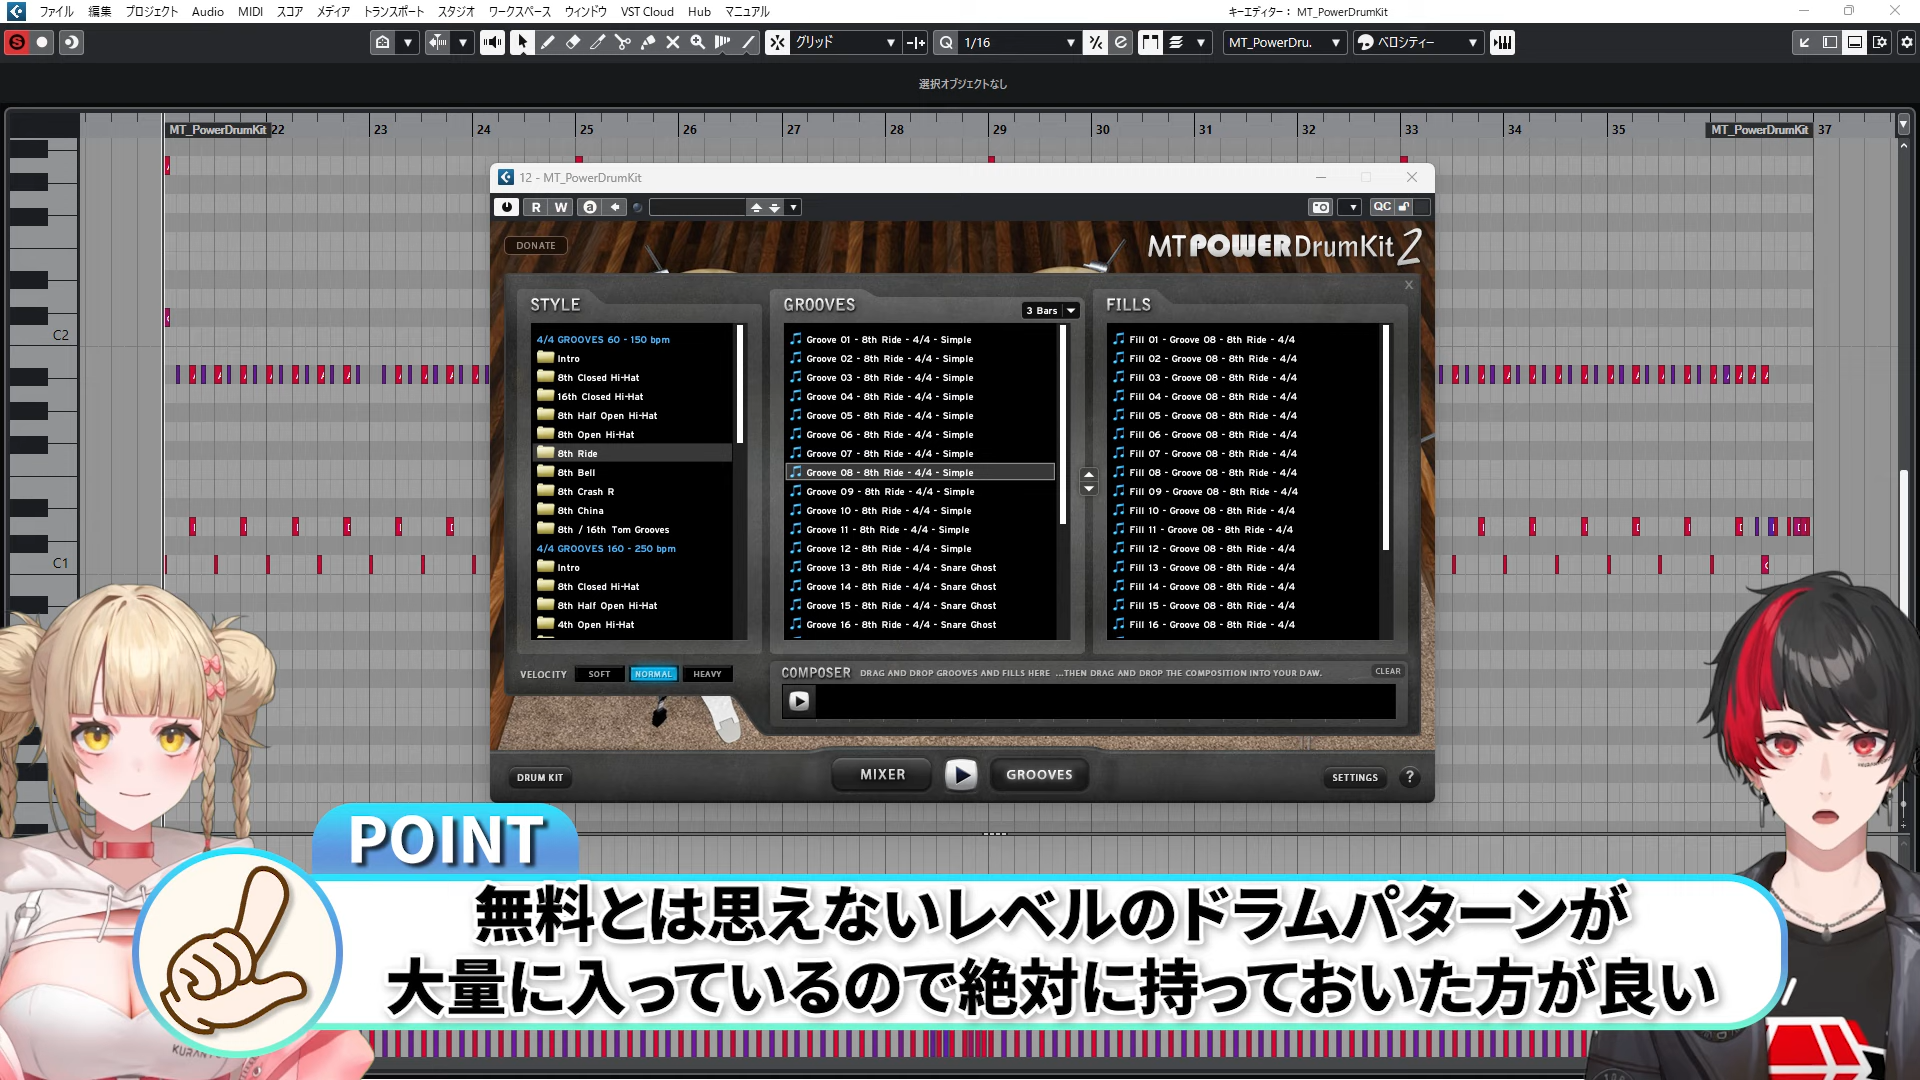 ファイル 編集 プロジェクト Audio MIDI スコア メディア トランスポート スタジオ ワークスペース ウィンドウ VST Cloud Hub マニュアル キーエディター： MT_PowerDrumKit
グリッド 1/16 MT_PowerDru. ベロシティー
選択オブジェクトなし
MT_PowerDrumKit 22 23 24 25 26 27 28 29 30 31 32 33 34 35 MT_PowerDrumKit 37
12 - MT_PowerDrumKit
R W a QC
DONATE
MT POWER DrumKit 2
STYLE
4/4 GROOVES 60 - 150 bpm
Intro
8th Closed Hi-Hat
16th Closed Hi-Hat
8th Half Open Hi-Hat
8th Open Hi-Hat
8th Ride
8th Bell
8th Crash R
8th China
8th / 16th Tom Grooves
4/4 GROOVES 160 - 250 bpm
Intro
8th Closed Hi-Hat
8th Half Open Hi-Hat
4th Open Hi-Hat
GROOVES
3 Bars
Groove 01 - 8th Ride - 4/4 - Simple
Groove 02 - 8th Ride - 4/4 - Simple
Groove 03 - 8th Ride - 4/4 - Simple
Groove 04 - 8th Ride - 4/4 - Simple
Groove 05 - 8th Ride - 4/4 - Simple
Groove 06 - 8th Ride - 4/4 - Simple
Groove 07 - 8th Ride - 4/4 - Simple
Groove 08 - 8th Ride - 4/4 - Simple
Groove 09 - 8th Ride - 4/4 - Simple
Groove 10 - 8th Ride - 4/4 - Simple
Groove 11 - 8th Ride - 4/4 - Simple
Groove 12 - 8th Ride - 4/4 - Simple
Groove 13 - 8th Ride - 4/4 - Snare Ghost
Groove 14 - 8th Ride - 4/4 - Snare Ghost
Groove 15 - 8th Ride - 4/4 - Snare Ghost
Groove 16 - 8th Ride - 4/4 - Snare Ghost
FILLS
Fill 01 - Groove 08 - 8th Ride - 4/4
Fill 02 - Groove 08 - 8th Ride - 4/4
Fill 03 - Groove 08 - 8th Ride - 4/4
Fill 04 - Groove 08 - 8th Ride - 4/4
Fill 05 - Groove 08 - 8th Ride - 4/4
Fill 06 - Groove 08 - 8th Ride - 4/4
Fill 07 - Groove 08 - 8th Ride - 4/4
Fill 08 - Groove 08 - 8th Ride - 4/4
Fill 09 - Groove 08 - 8th Ride - 4/4
Fill 10 - Groove 08 - 8th Ride - 4/4
Fill 11 - Groove 08 - 8th Ride - 4/4
Fill 12 - Groove 08 - 8th Ride - 4/4
Fill 13 - Groove 08 - 8th Ride - 4/4
Fill 14 - Groove 08 - 8th Ride - 4/4
Fill 15 - Groove 08 - 8th Ride - 4/4
Fill 16 - Groove 08 - 8th Ride - 4/4
C2
C1
VELOCITY SOFT NORMAL HEAVY
COMPOSER DRAG AND DROP GROOVES AND FILLS HERE ...THEN DRAG AND DROP THE COMPOSITION INTO YOUR DAW. CLEAR
DRUM KIT MIXER GROOVES SETTINGS ?
POINT
無料とは思えないレベルのドラムパターンが
大量に入っているので絶対に持っておいた方が良い